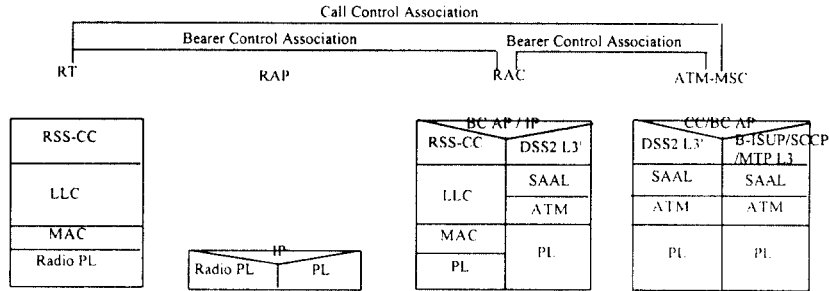 Call Control Association
Bearer Control Association
Bearer Control Association
RT
RAP
RAC
ATM-MSC
RSS-CC
LLC
MAC
Radio PL
IP
Radio PL
PL
BC AP / IP
RSS-CC
DSS2 L3'
LLC
SAAL
ATM
MAC
PL
PL
CC/BC AP
DSS2 L3'
B-ISUP/SCCP
/MTP L3
SAAL
SAAL
ATM
ATM
PL
PL